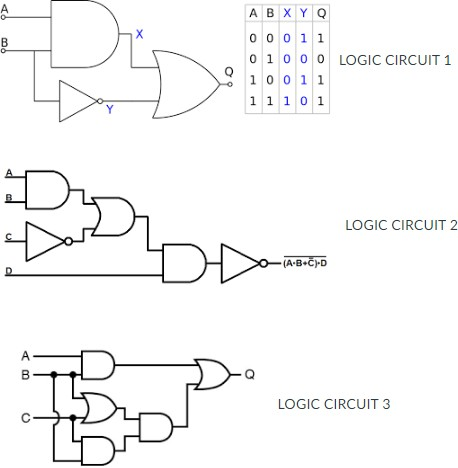 A
B
X
Y
Q
A B X Y Q
0 0 0 1 1
0 1 0 0 0
1 0 0 1 1
1 1 1 0 1
LOGIC CIRCUIT 1
A
B
C
D
(A·B+C̅)·D
LOGIC CIRCUIT 2
A
B
C
Q
LOGIC CIRCUIT 3